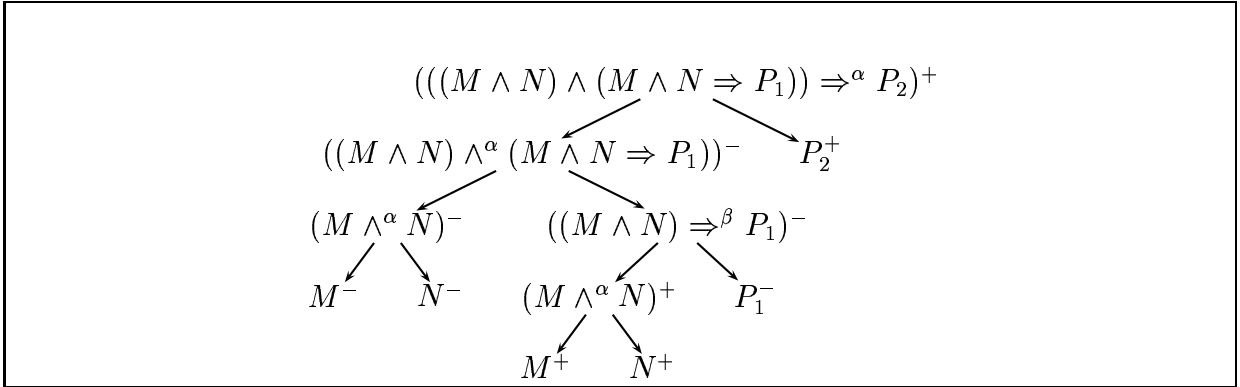 (((M ∧ N) ∧ (M ∧ N ⇒ P₁)) ⇒^α P₂)⁺
((M ∧ N) ∧^α (M ∧ N ⇒ P₁))⁻ P₂⁺
(M ∧^α N)⁻ ((M ∧ N) ⇒^β P₁)⁻
M⁻ N⁻ (M ∧^α N)⁺ P₁⁻
M⁺ N⁺